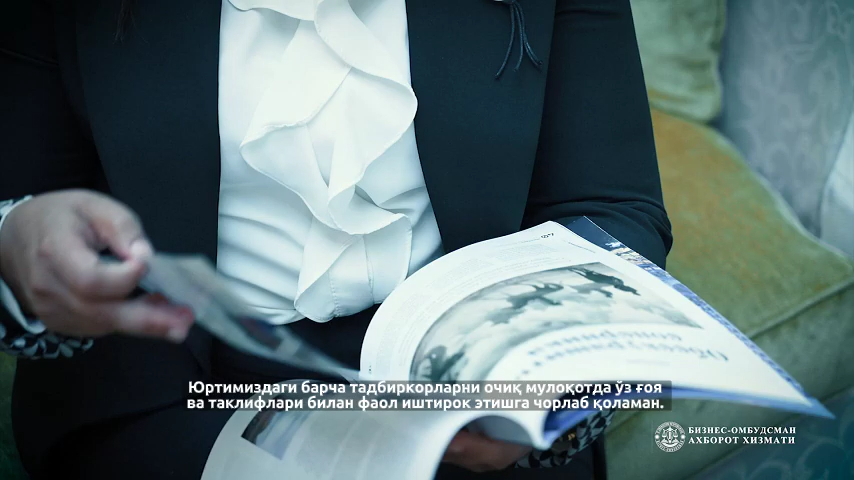 Юртимиздаги барча тадбиркорларни очиқ мулоқотда ўз ғоя
ва таклифлари билан фаол иштирок этишга чорлаб қоламан.
БИЗНЕС-ОМБУДСМАН
АХБОРОТ ХИЗМАТИ